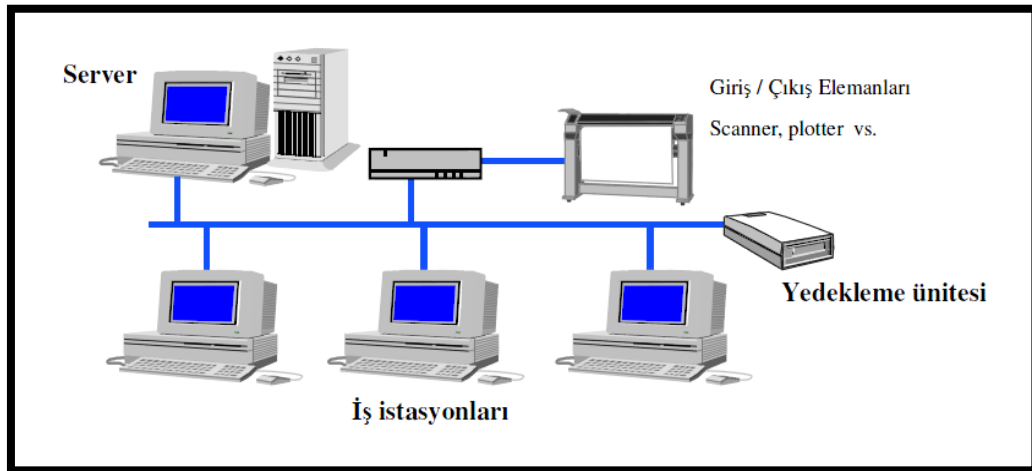 Server
Giriş / Çıkış Elemanları
Scanner, plotter vs.
Yedekleme ünitesi
İş istasyonları